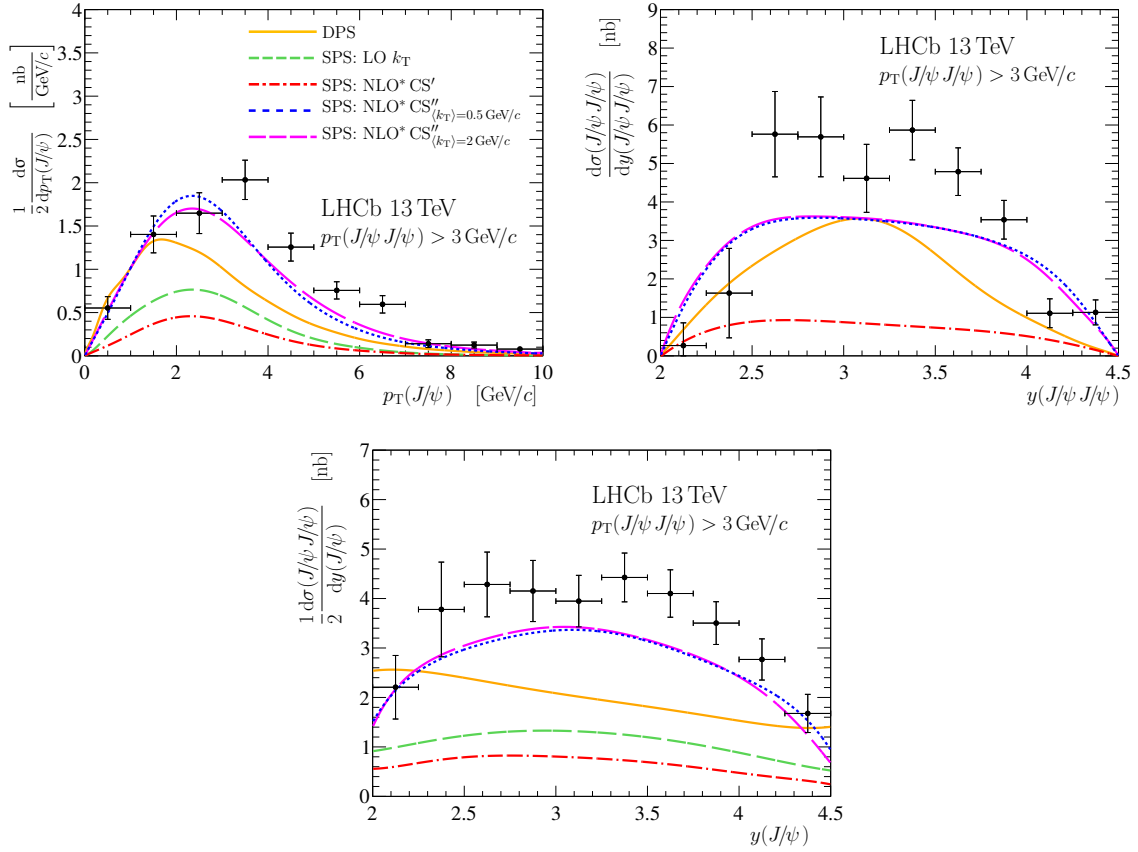 1/2 dσ/dp_T(J/ψ) [nb/(GeV/c)]
4
3.5
3
2.5
2
1.5
1
0.5
0
DPS
SPS: LO k_T
SPS: NLO* CS′
SPS: NLO* CS″⟨k_T⟩=0.5 GeV/c
SPS: NLO* CS″⟨k_T⟩=2 GeV/c
LHCb 13 TeV
p_T(J/ψ J/ψ) > 3 GeV/c
0 2 4 6 8 10
p_T(J/ψ) [GeV/c]
dσ(J/ψ J/ψ)/dy(J/ψ J/ψ) [nb]
9
8
7
6
5
4
3
2
1
0
LHCb 13 TeV
p_T(J/ψ J/ψ) > 3 GeV/c
2 2.5 3 3.5 4 4.5
y(J/ψ J/ψ)
1/2 dσ(J/ψ J/ψ)/dy(J/ψ) [nb]
7
6
5
4
3
2
1
0
LHCb 13 TeV
p_T(J/ψ J/ψ) > 3 GeV/c
2 2.5 3 3.5 4 4.5
y(J/ψ)